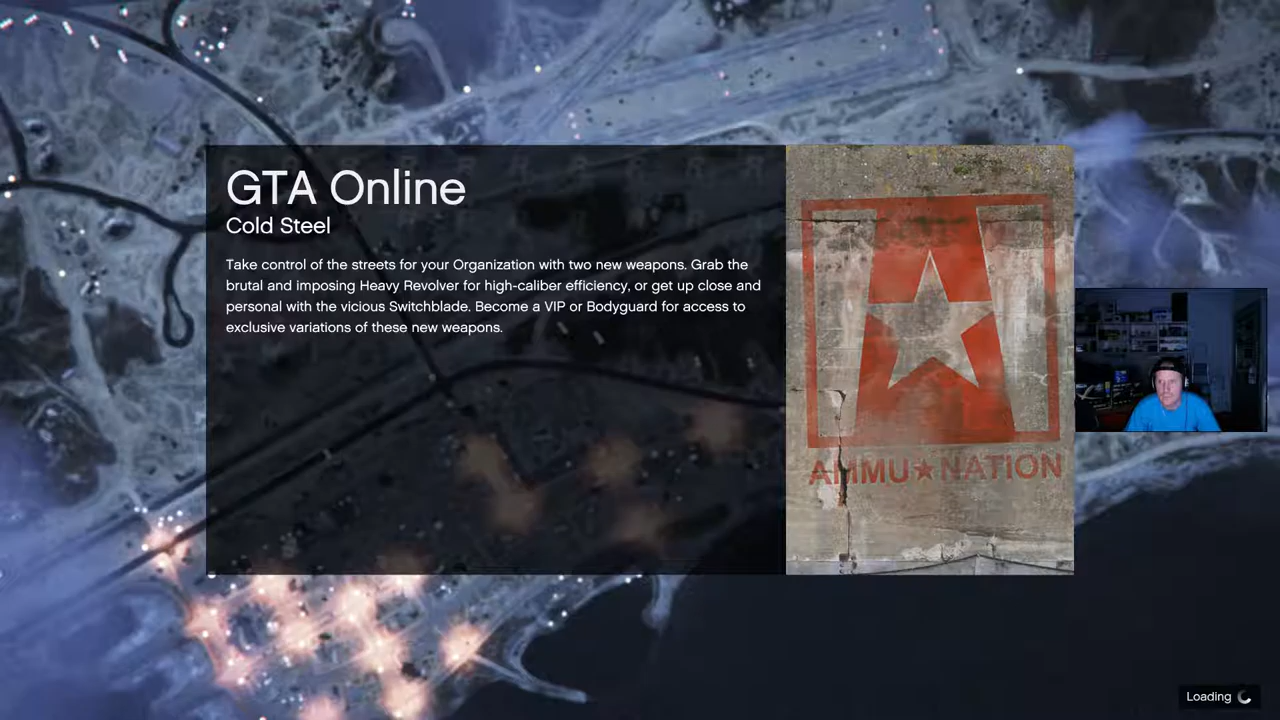 GTA Online
Cold Steel
Take control of the streets for your Organization with two new weapons. Grab the
brutal and imposing Heavy Revolver for high-caliber efficiency, or get up close and
personal with the vicious Switchblade. Become a VIP or Bodyguard for access to
exclusive variations of these new weapons.
AMMU★NATION
Loading